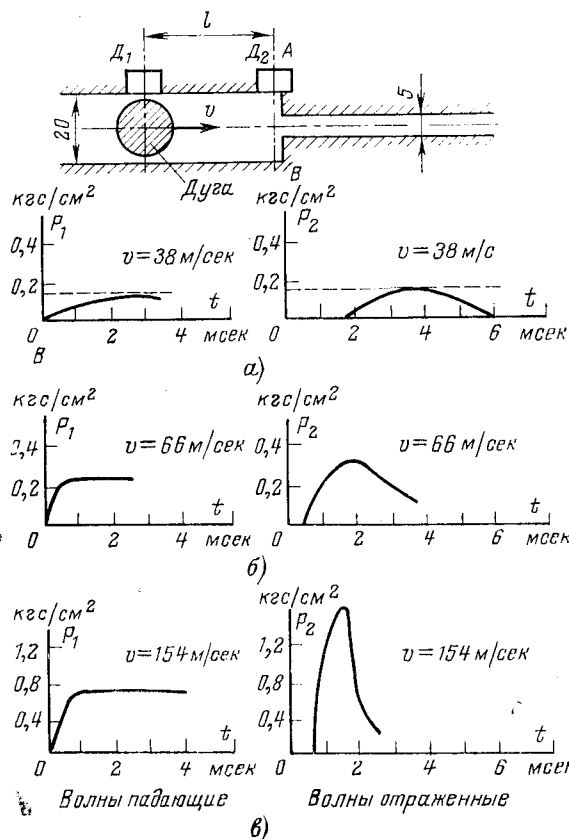 l
Д₁ Д₂ А
20 v 5
Дуга В
кгс/см² кгс/см²
P₁ P₂
0,4 v=38 м/сек 0,4 v=38 м/с
0,2 t 0,2 t
0 2 4 мсек 0 2 4 6 мсек
В
а)
кгс/см² кгс/см²
P₁ P₂
0,4 v=66 м/сек 0,4 v=66 м/с
0,2 t 0,2 t
0 2 4 мсек 0 2 4 мсек
б)
кгс/см² кгс/см²
P₁ P₂
1,2 v=154 м/сек 1,2 v=154 м/сек
0,8 0,8
0,4 t 0,4 t
0 2 4 мсек 0 2 4 мсек
Волны падающие Волны отраженные
в)